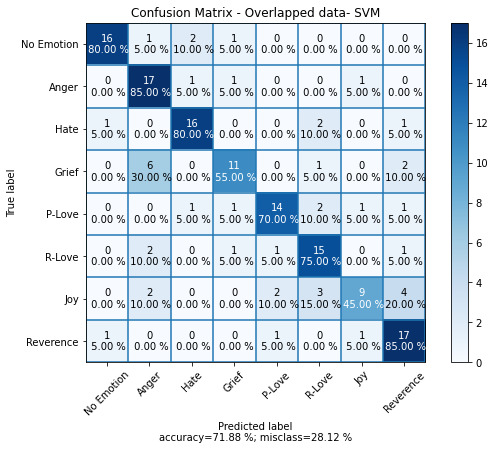 Confusion Matrix - Overlapped data- SVM
True label
No Emotion 16 1 2 1 0 0 0 0
80.00 % 5.00 % 10.00 % 5.00 % 0.00 % 0.00 % 0.00 % 0.00 %
Anger 0 17 1 1 0 0 1 0
0.00 % 85.00 % 5.00 % 5.00 % 0.00 % 0.00 % 5.00 % 0.00 %
Hate 1 0 16 0 0 2 0 1
5.00 % 0.00 % 80.00 % 0.00 % 0.00 % 10.00 % 0.00 % 5.00 %
Grief 0 6 0 11 0 1 0 2
0.00 % 30.00 % 0.00 % 55.00 % 0.00 % 5.00 % 0.00 % 10.00 %
P-Love 0 0 1 1 14 2 1 1
0.00 % 0.00 % 5.00 % 5.00 % 70.00 % 10.00 % 5.00 % 5.00 %
R-Love 0 2 0 1 1 15 0 1
0.00 % 10.00 % 0.00 % 5.00 % 5.00 % 75.00 % 0.00 % 5.00 %
Joy 0 2 0 0 2 3 9 4
0.00 % 10.00 % 0.00 % 0.00 % 10.00 % 15.00 % 45.00 % 20.00 %
Reverence 1 0 0 0 1 0 1 17
5.00 % 0.00 % 0.00 % 0.00 % 5.00 % 0.00 % 5.00 % 85.00 %
No Emotion Anger Hate Grief P-Love R-Love Joy Reverence
Predicted label
accuracy=71.88 %; misclass=28.12 %
16
14
12
10
8
6
4
2
0